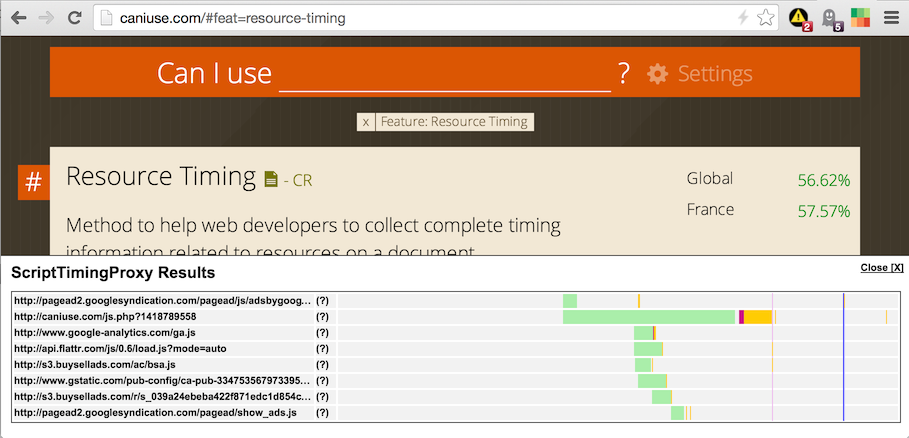 caniuse.com/#feat=resource-timing
2
5
Can I use ? Settings
x Feature: Resource Timing
#
Resource Timing - CR
Global 56.62%
France 57.57%
Method to help web developers to collect complete timing
information related to resources on a document
ScriptTimingProxy Results
Close [X]
http://pagead2.googlesyndication.com/pagead/js/adsbygoog... (?)
http://caniuse.com/js.php?1418789558 (?)
http://www.google-analytics.com/ga.js (?)
http://api.flattr.com/js/0.6/load.js?mode=auto (?)
http://s3.buysellads.com/ac/bsa.js (?)
http://www.gstatic.com/pub-config/ca-pub-334753567973395... (?)
http://s3.buysellads.com/r/s_039a24ebeba422f871edc1d854c... (?)
http://pagead2.googlesyndication.com/pagead/show_ads.js (?)